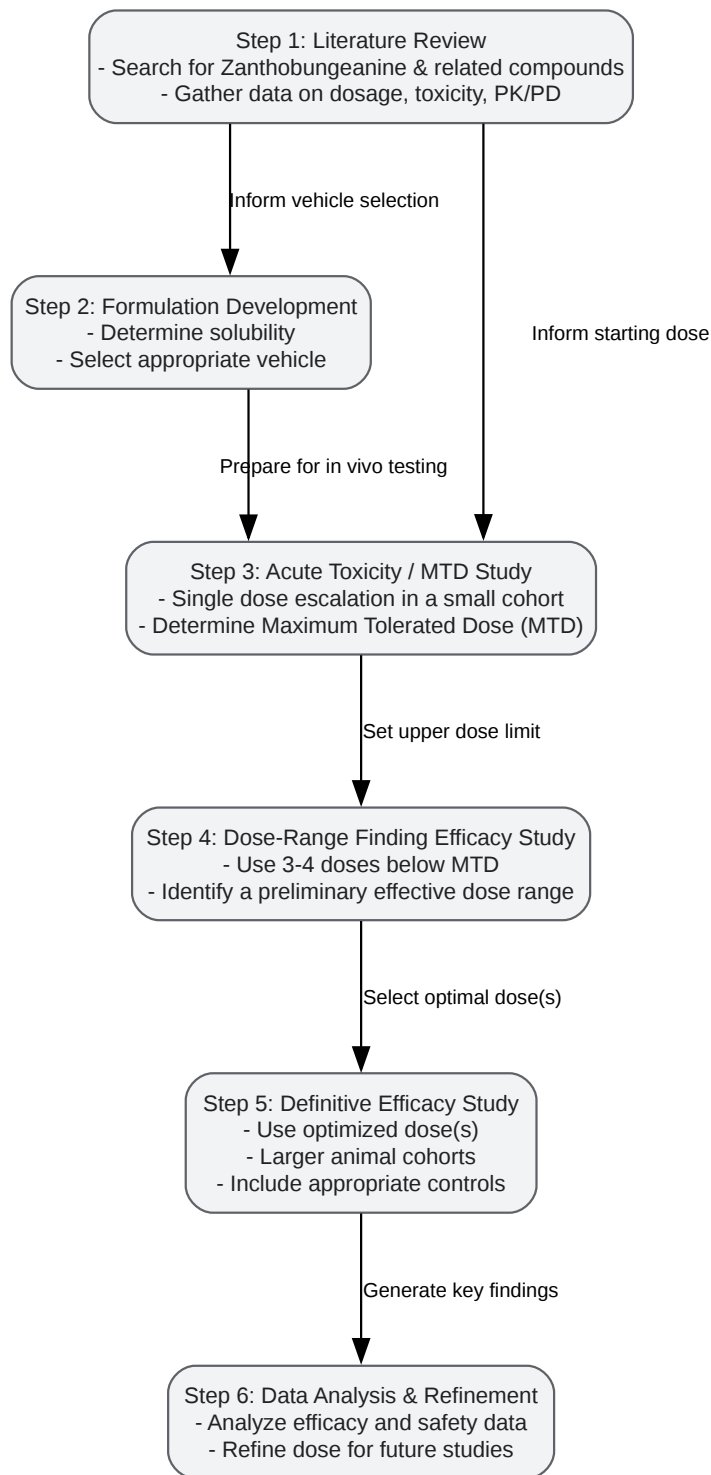 Step 1: Literature Review
- Search for Zanthobungeanine & related compounds
- Gather data on dosage, toxicity, PK/PD
Inform vehicle selection
Step 2: Formulation Development
- Determine solubility
- Select appropriate vehicle
Inform starting dose
Prepare for in vivo testing
Step 3: Acute Toxicity / MTD Study
- Single dose escalation in a small cohort
- Determine Maximum Tolerated Dose (MTD)
Set upper dose limit
Step 4: Dose-Range Finding Efficacy Study
- Use 3-4 doses below MTD
- Identify a preliminary effective dose range
Select optimal dose(s)
Step 5: Definitive Efficacy Study
- Use optimized dose(s)
- Larger animal cohorts
- Include appropriate controls
Generate key findings
Step 6: Data Analysis & Refinement
- Analyze efficacy and safety data
- Refine dose for future studies